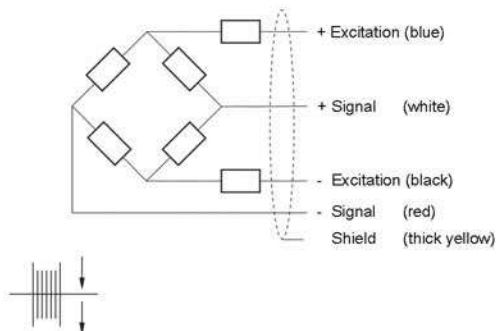 + Excitation (blue)
+ Signal (white)
- Excitation (black)
- Signal (red)
Shield (thick yellow)